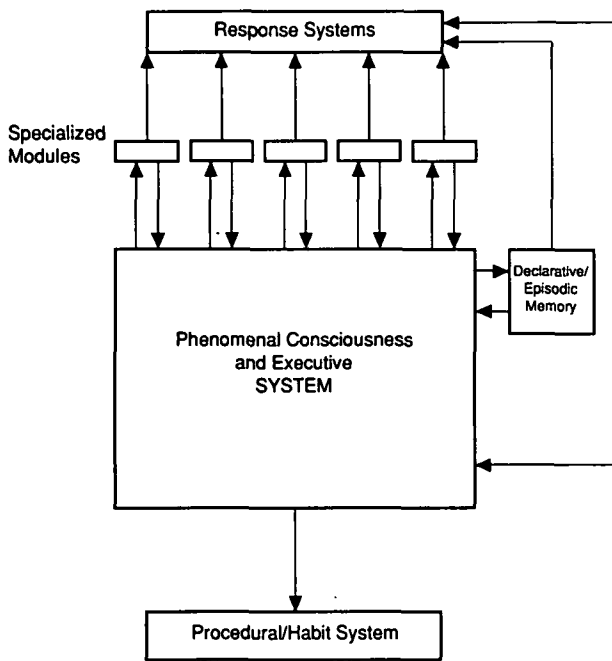 Response Systems
Specialized
Modules
Declarative/
Episodic
Memory
Phenomenal Consciousness
and Executive
SYSTEM
Procedural/Habit System